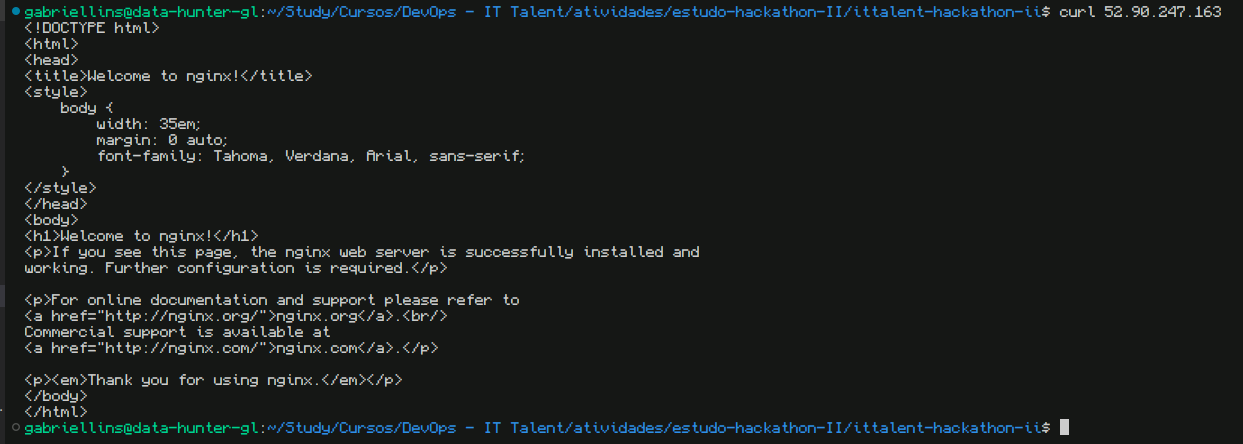 gabriellins@data-hunter-gl:~/Study/Cursos/DevOps - IT Talent/atividades/estudo-hackathon-II/ittalent-hackathon-ii$ curl 52.90.247.163
<!DOCTYPE html>
<html>
<head>
<title>Welcome to nginx!</title>
<style>
    body {
        width: 35em;
        margin: 0 auto;
        font-family: Tahoma, Verdana, Arial, sans-serif;
    }
</style>
</head>
<body>
<h1>Welcome to nginx!</h1>
<p>If you see this page, the nginx web server is successfully installed and
working. Further configuration is required.</p>

<p>For online documentation and support please refer to
<a href="http://nginx.org/">nginx.org</a>.<br/>
Commercial support is available at
<a href="http://nginx.com/">nginx.com</a>.</p>

<p><em>Thank you for using nginx.</em></p>
</body>
</html>
gabriellins@data-hunter-gl:~/Study/Cursos/DevOps - IT Talent/atividades/estudo-hackathon-II/ittalent-hackathon-ii$